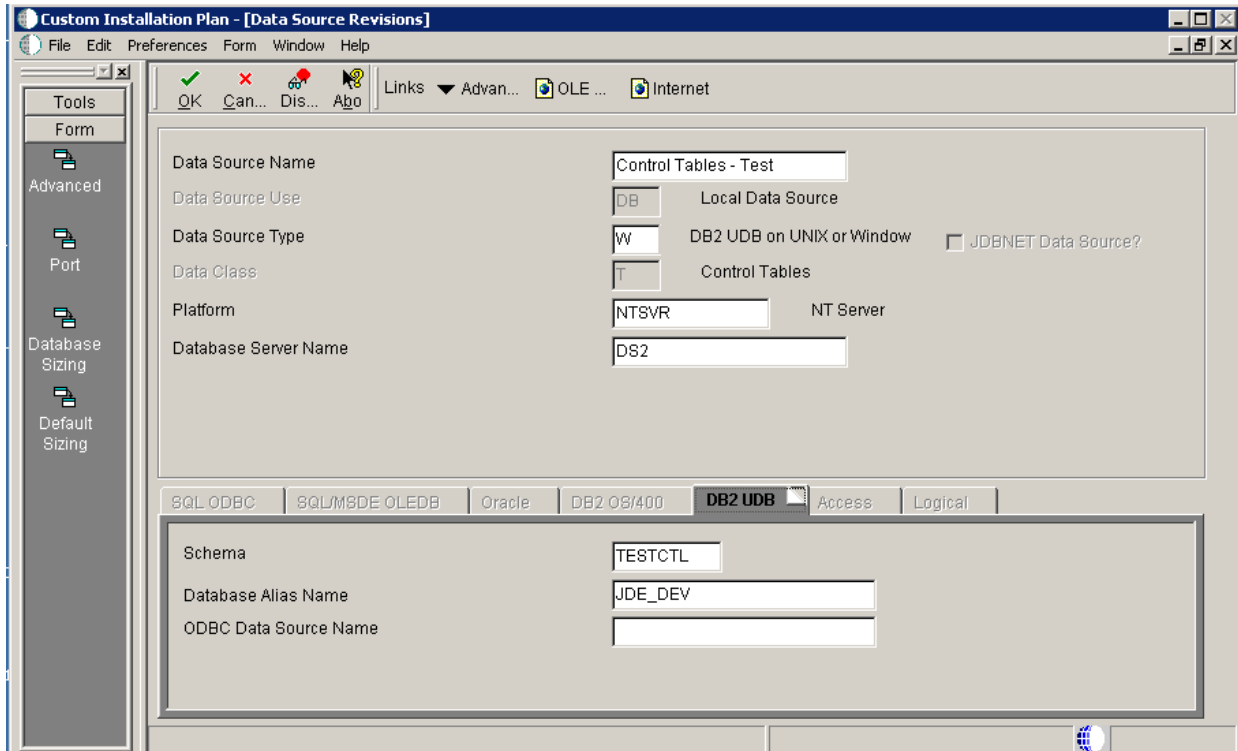 Custom Installation Plan - [Data Source Revisions]
File Edit Preferences Form Window Help
Tools
Form
Advanced
Port
Database
Sizing
Default
Sizing
OK Can... Dis... Abo Links Advan... OLE ... Internet
Data Source Name Control Tables - Test
Data Source Use DB Local Data Source
Data Source Type W DB2 UDB on UNIX or Window JDBNET Data Source?
Data Class T Control Tables
Platform NTSVR NT Server
Database Server Name DS2
SQL ODBC SQL/MSDE OLEDB Oracle DB2 OS/400 DB2 UDB Access Logical
Schema TESTCTL
Database Alias Name JDE_DEV
ODBC Data Source Name